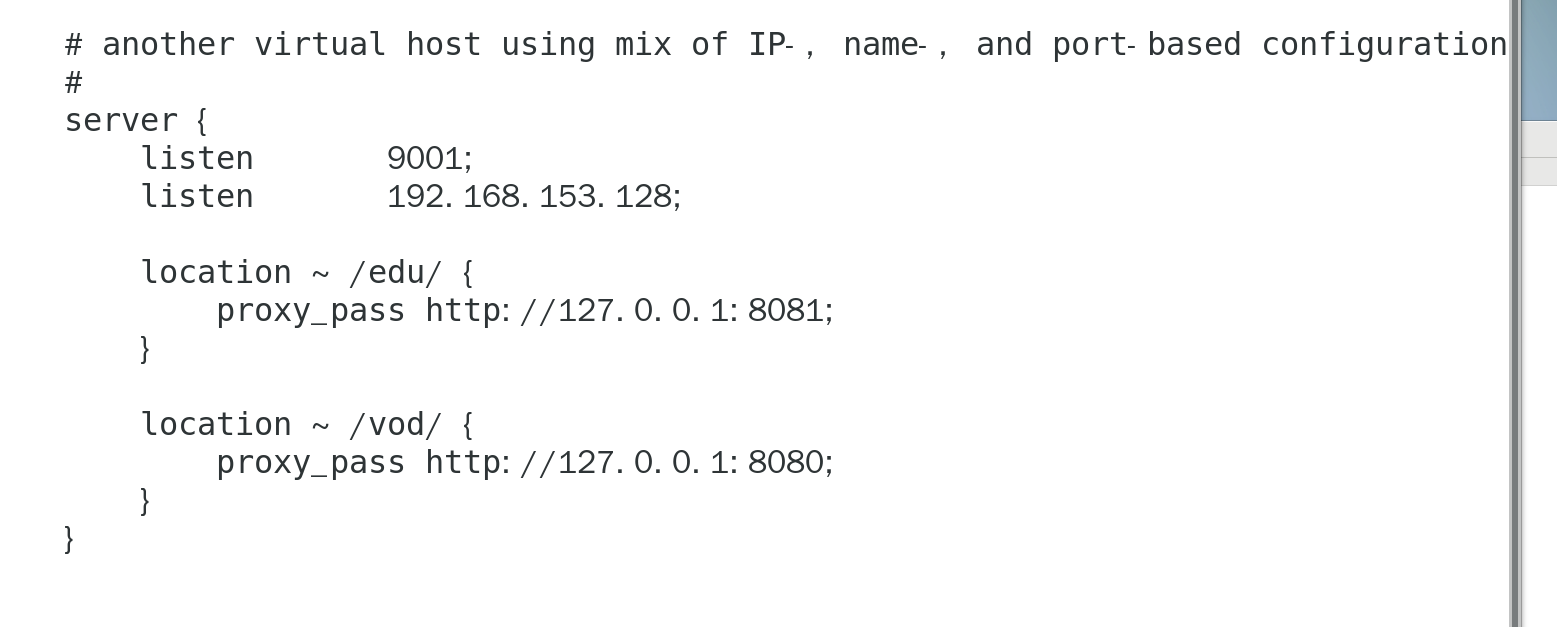 # another virtual host using mix of IP-, name-, and port-based configuration
#
server {
    listen       9001;
    listen       192.168.153.128;

    location ~ /edu/ {
        proxy_pass http://127.0.0.1:8081;
    }

    location ~ /vod/ {
        proxy_pass http://127.0.0.1:8080;
    }
}